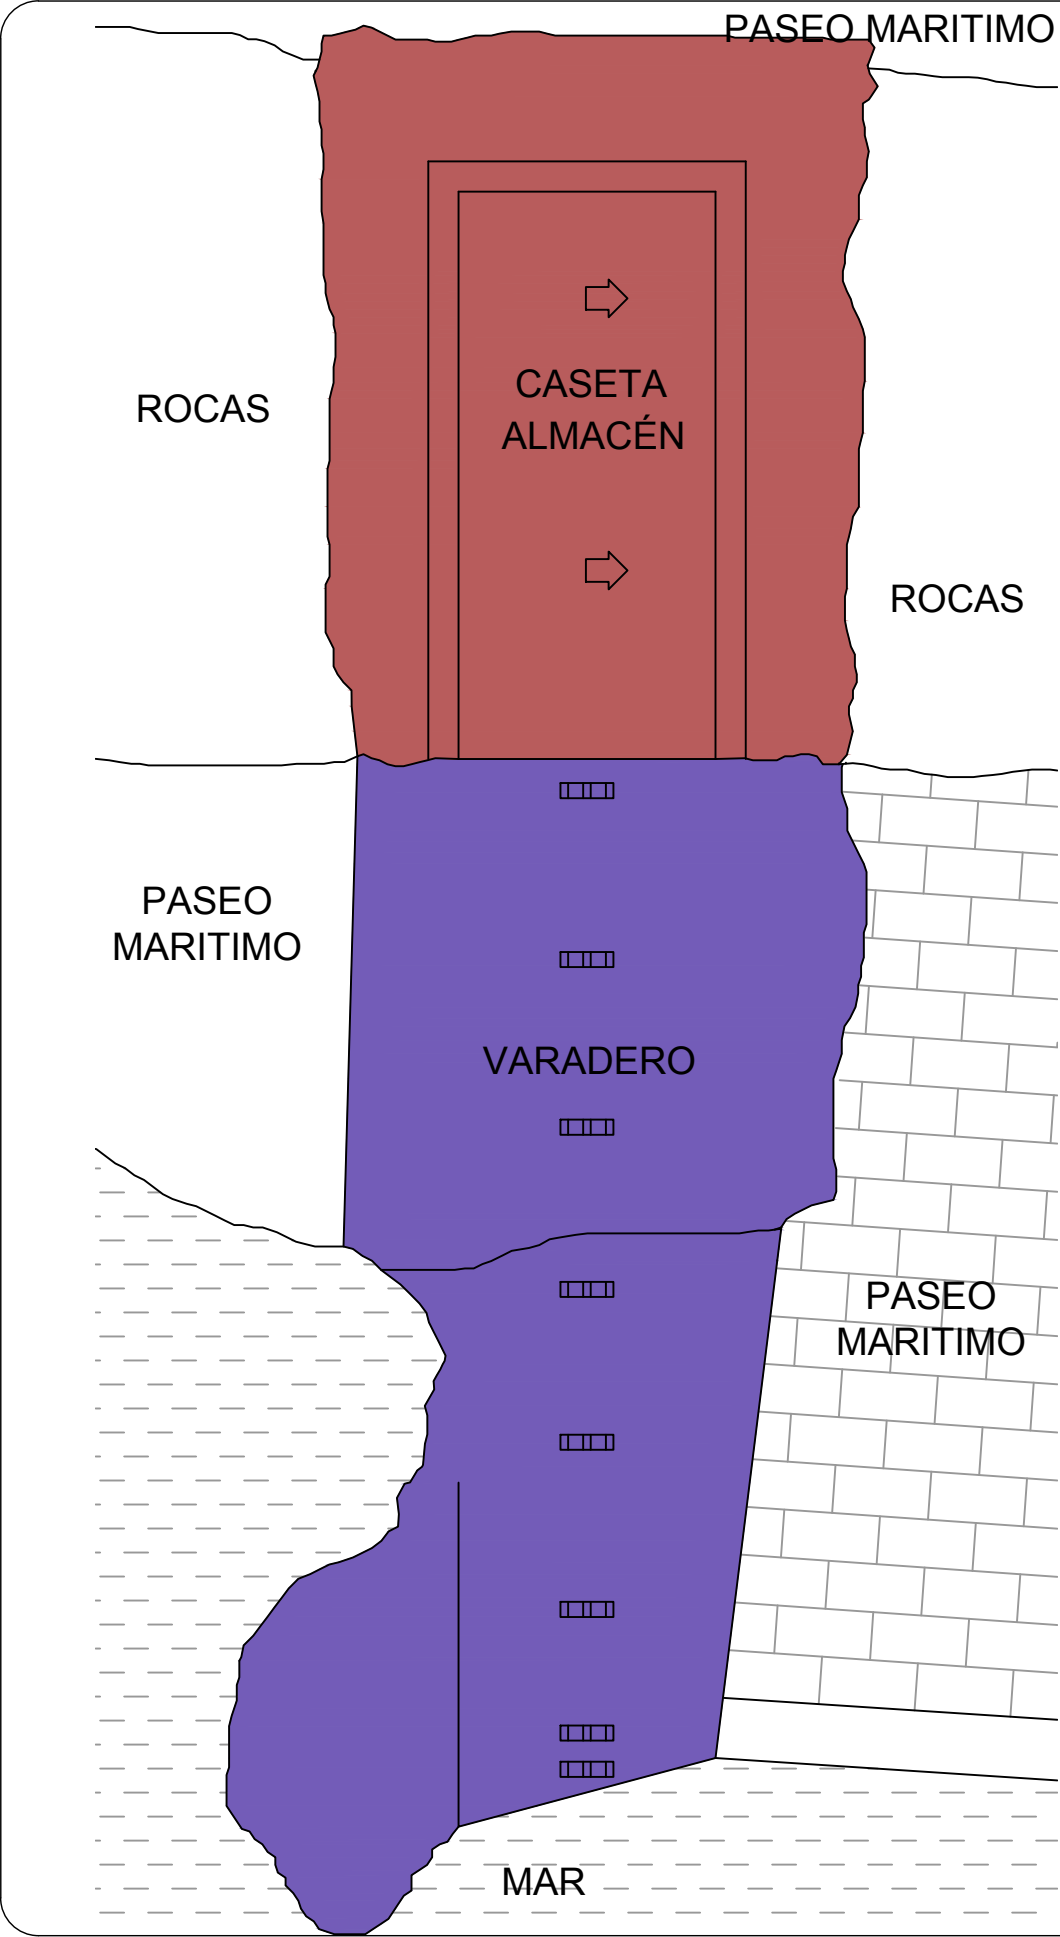 PASEO MARITIMO
CASETA
ALMACÉN
ROCAS
ROCAS
PASEO
MARITIMO
VARADERO
PASEO
MARITIMO
MAR